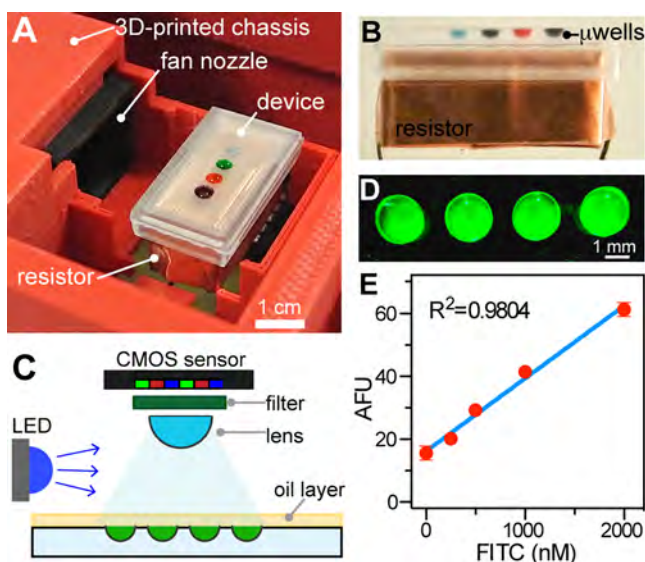 A
3D-printed chassis
fan nozzle
device
resistor
1 cm
B
μwells
resistor
D
1 mm
C
CMOS sensor
LED
filter
lens
oil layer
E
R²=0.9804
AFU
60
40
20
0
0
1000
2000
FITC (nM)